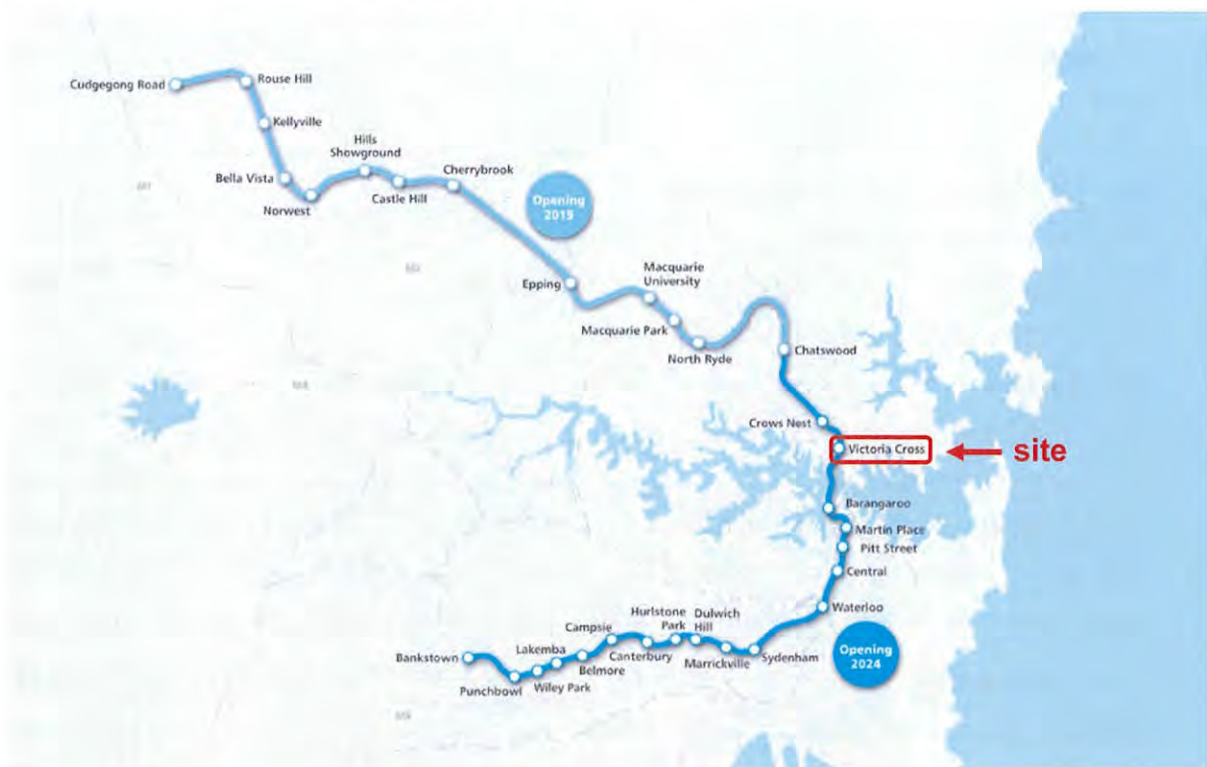 Cudgegong Road
Rouse Hill
Kellyville
Hills
Showground
Cherrybrook
Bella Vista
Norwest
Castle Hill
Opening
2019
Epping
Macquarie
University
Macquarie Park
North Ryde
Chatswood
Crows Nest
Victoria Cross
site
Barangaroo
Martin Place
Pitt Street
Central
Waterloo
Hurlstone
Park
Dulwich
Hill
Campsie
Lakemba
Bankstown
Belmore
Canterbury
Marrickville
Sydenham
Punchbowl
Wiley Park
Opening
2024